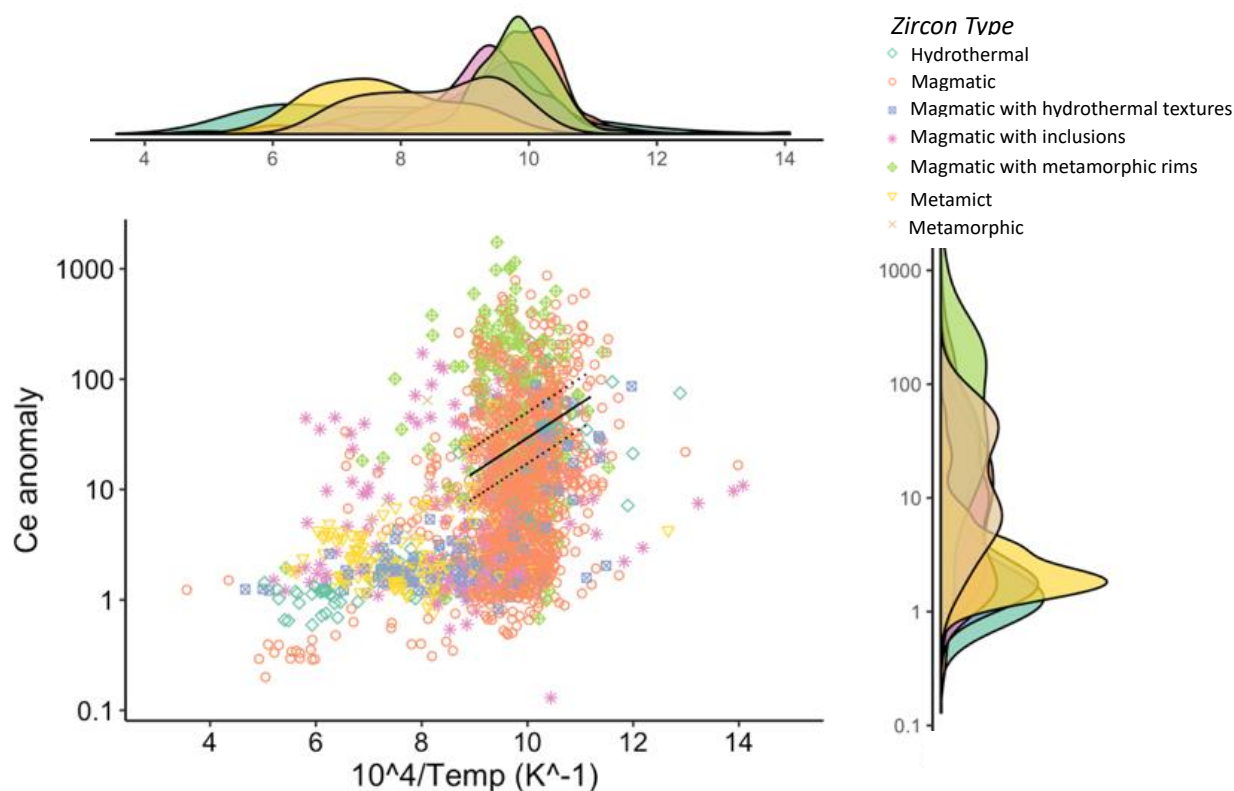 Zircon Type
Hydrothermal
Magmatic
Magmatic with hydrothermal textures
Magmatic with inclusions
Magmatic with metamorphic rims
Metamict
Metamorphic
4 6 8 10 12 14
1000
100
10
1
0.1
Ce anomaly
4 6 8 10 12 14
10^4/Temp (K^-1)
1000
100
10
1
0.1